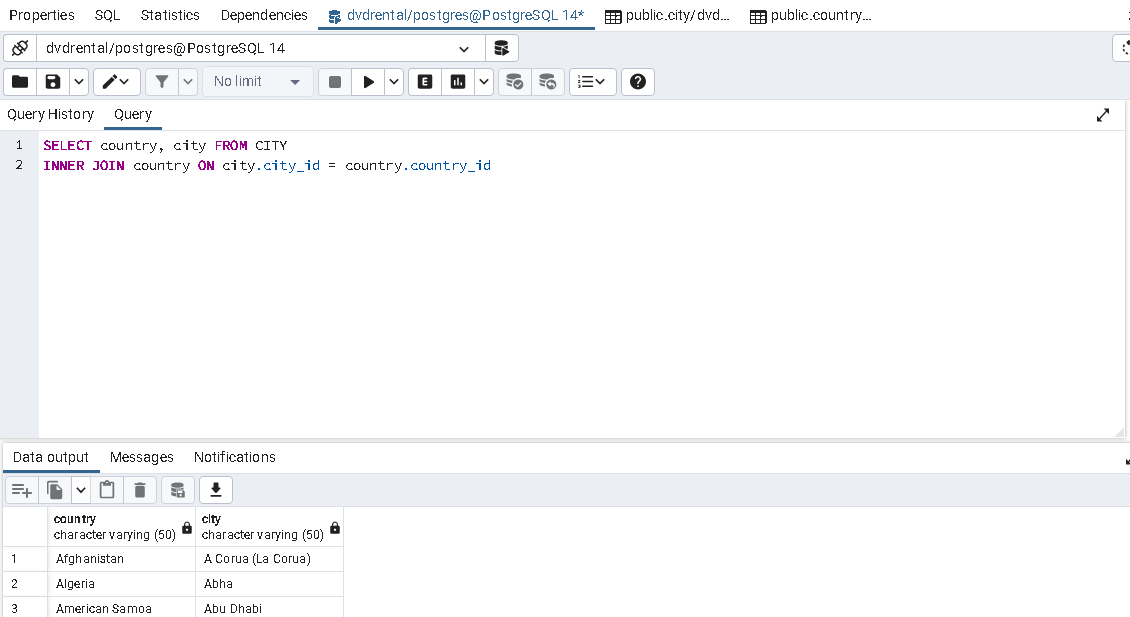 Properties SQL Statistics Dependencies dvdrental/postgres@PostgreSQL 14* public.city/dvd... public.country...
dvdrental/postgres@PostgreSQL 14
No limit E
Query History Query
1 SELECT country, city FROM CITY
2 INNER JOIN country ON city.city_id = country.country_id
Data output Messages Notifications
country city
character varying (50) character varying (50)
1 Afghanistan A Corua (La Corua)
2 Algeria Abha
3 American Samoa Abu Dhabi